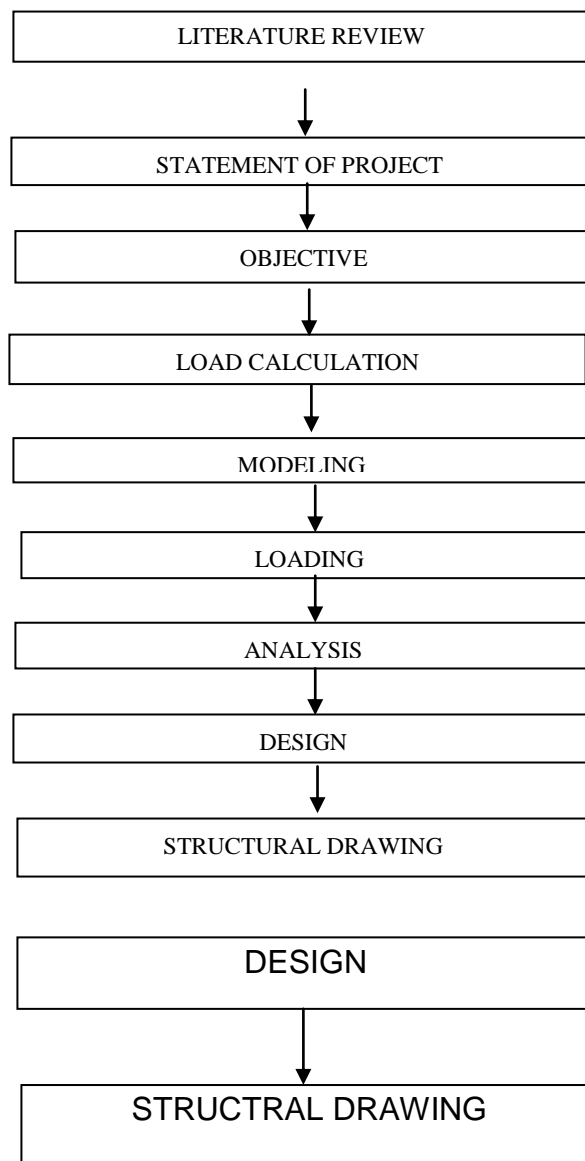 LITERATURE REVIEW
STATEMENT OF PROJECT
OBJECTIVE
LOAD CALCULATION
MODELING
LOADING
ANALYSIS
DESIGN
STRUCTURAL DRAWING
DESIGN
STRUCTRAL DRAWING